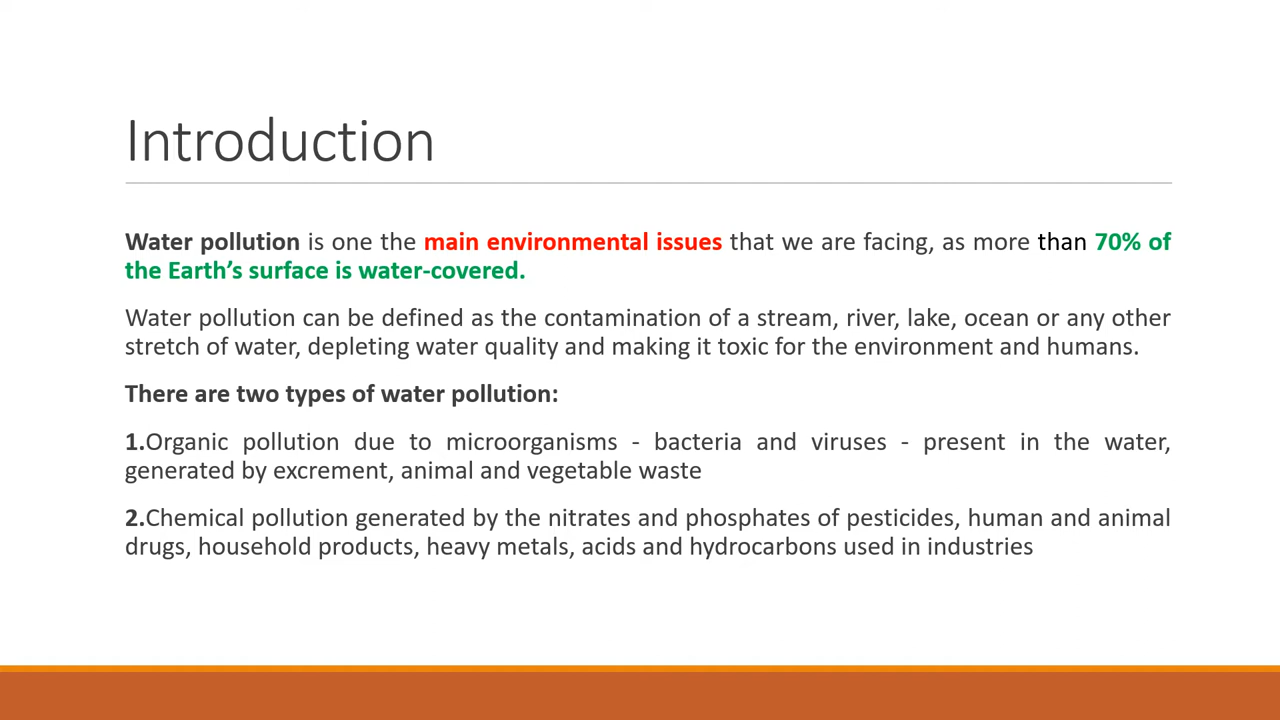 Introduction
Water pollution is one the main environmental issues that we are facing, as more than 70% of
the Earth’s surface is water-covered.
Water pollution can be defined as the contamination of a stream, river, lake, ocean or any other
stretch of water, depleting water quality and making it toxic for the environment and humans.
There are two types of water pollution:
1.Organic pollution due to microorganisms - bacteria and viruses - present in the water,
generated by excrement, animal and vegetable waste
2.Chemical pollution generated by the nitrates and phosphates of pesticides, human and animal
drugs, household products, heavy metals, acids and hydrocarbons used in industries